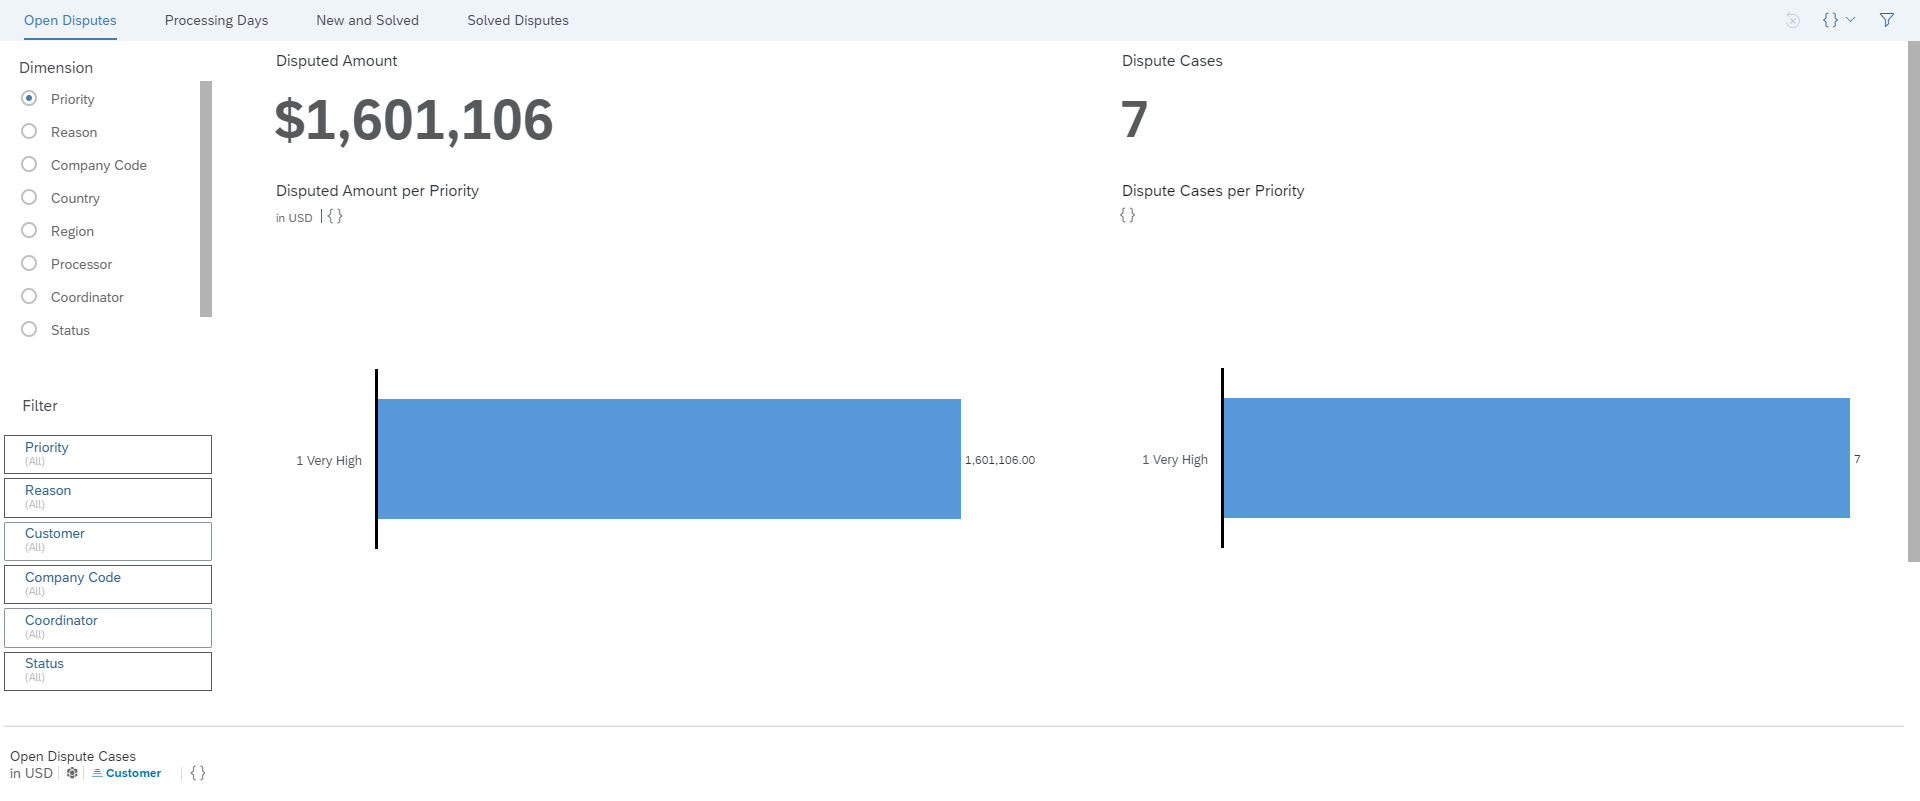 Open Disputes Processing Days New and Solved Solved Disputes { }
Dimension
Priority
Reason
Company Code
Country
Region
Processor
Coordinator
Status
Filter
Priority
(All)
Reason
(All)
Customer
(All)
Company Code
(All)
Coordinator
(All)
Status
(All)
Disputed Amount
$1,601,106
Disputed Amount per Priority
in USD | { }
1 Very High 1,601,106.00
Dispute Cases
7
Dispute Cases per Priority
{ }
1 Very High 7
Open Dispute Cases
in USD Customer { }